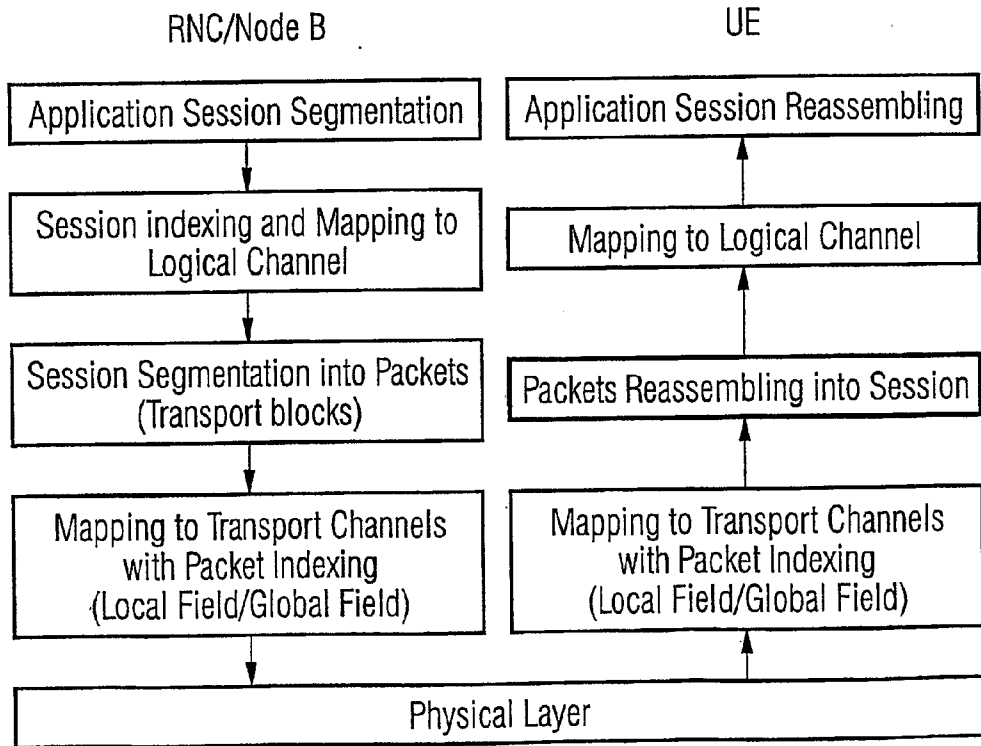 RNC/Node B
Application Session Segmentation
Session indexing and Mapping to
Logical Channel
Session Segmentation into Packets
(Transport blocks)
Mapping to Transport Channels
with Packet Indexing
(Local Field/Global Field)
UE
Application Session Reassembling
Mapping to Logical Channel
Packets Reassembling into Session
Mapping to Transport Channels
with Packet Indexing
(Local Field/Global Field)
Physical Layer